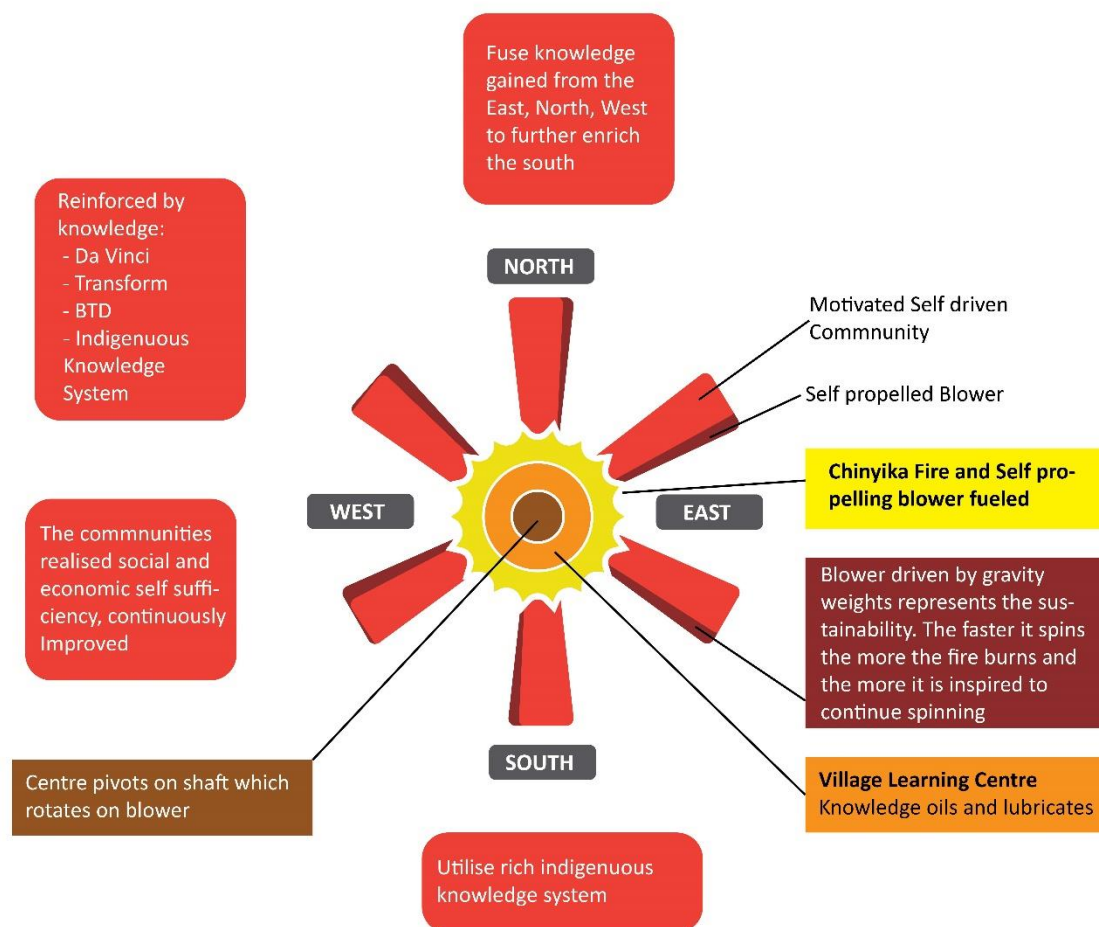 Fuse knowledge
gained from the
East, North, West
to further enrich
the south
Reinforced by
knowledge:
- Da Vinci
- Transform
- BTD
- Indigenuous
Knowledge
System
NORTH
Motivated Self driven
Commnunity
Self propelled Blower
Chinyika Fire and Self pro-
pelling blower fueled
WEST
EAST
The commnunities
realised social and
economic self suffi-
ciency, continuously
Improved
Blower driven by gravity
weights represents the sus-
tainability. The faster it spins
the more the fire burns and
the more it is inspired to
continue spinning
SOUTH
Centre pivots on shaft which
rotates on blower
Village Learning Centre
Knowledge oils and lubricates
Utilise rich indigenuous
knowledge system